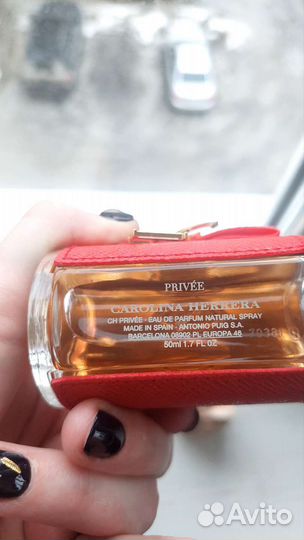 PRIVÉE
CAROLINA HERRERA
CH PRIVÉE · EAU DE PARFUM NATURAL SPRAY
MADE IN SPAIN · ANTONIO PUIG S.A.
BARCELONA 08902 PL EUROPA 46
50ml 1.7 FL OZ
Avito